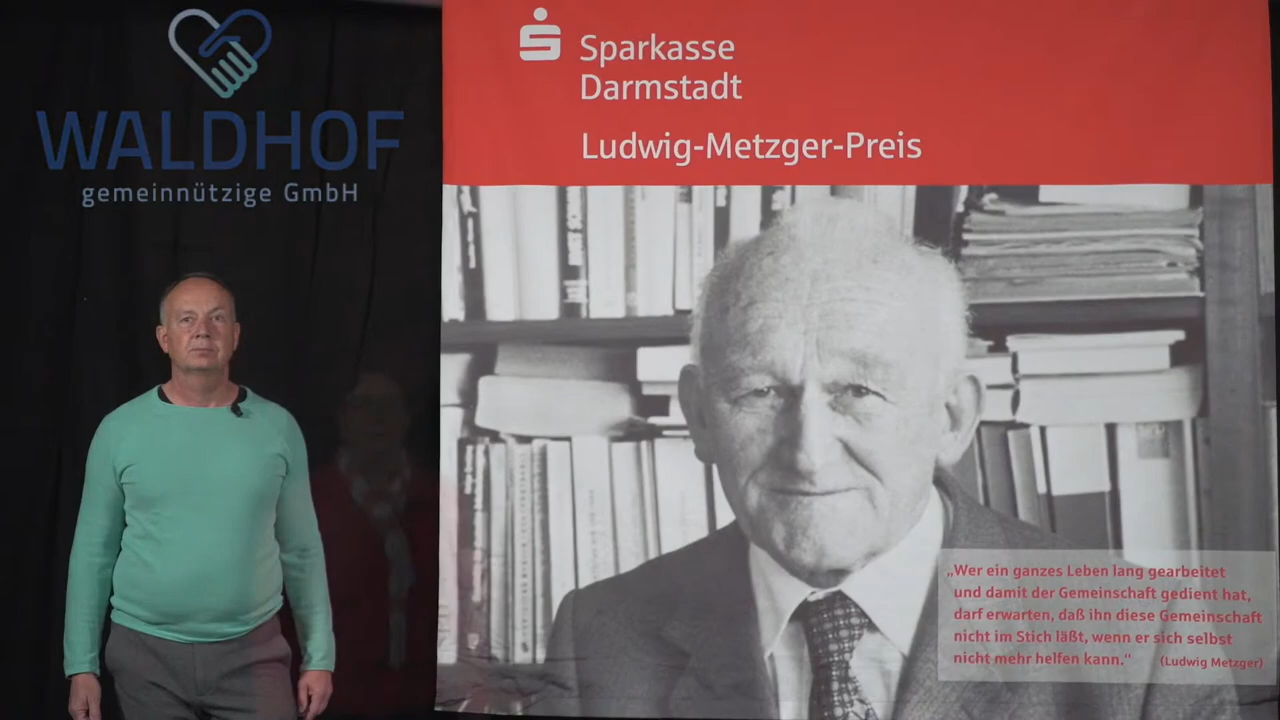 WALDHOF
gemeinnützige GmbH
Sparkasse
Darmstadt
Ludwig-Metzger-Preis
„Wer ein ganzes Leben lang gearbeitet
und damit der Gemeinschaft gedient hat,
darf erwarten, daß ihn diese Gemeinschaft
nicht im Stich läßt, wenn er sich selbst
nicht mehr helfen kann.“ (Ludwig Metzger)